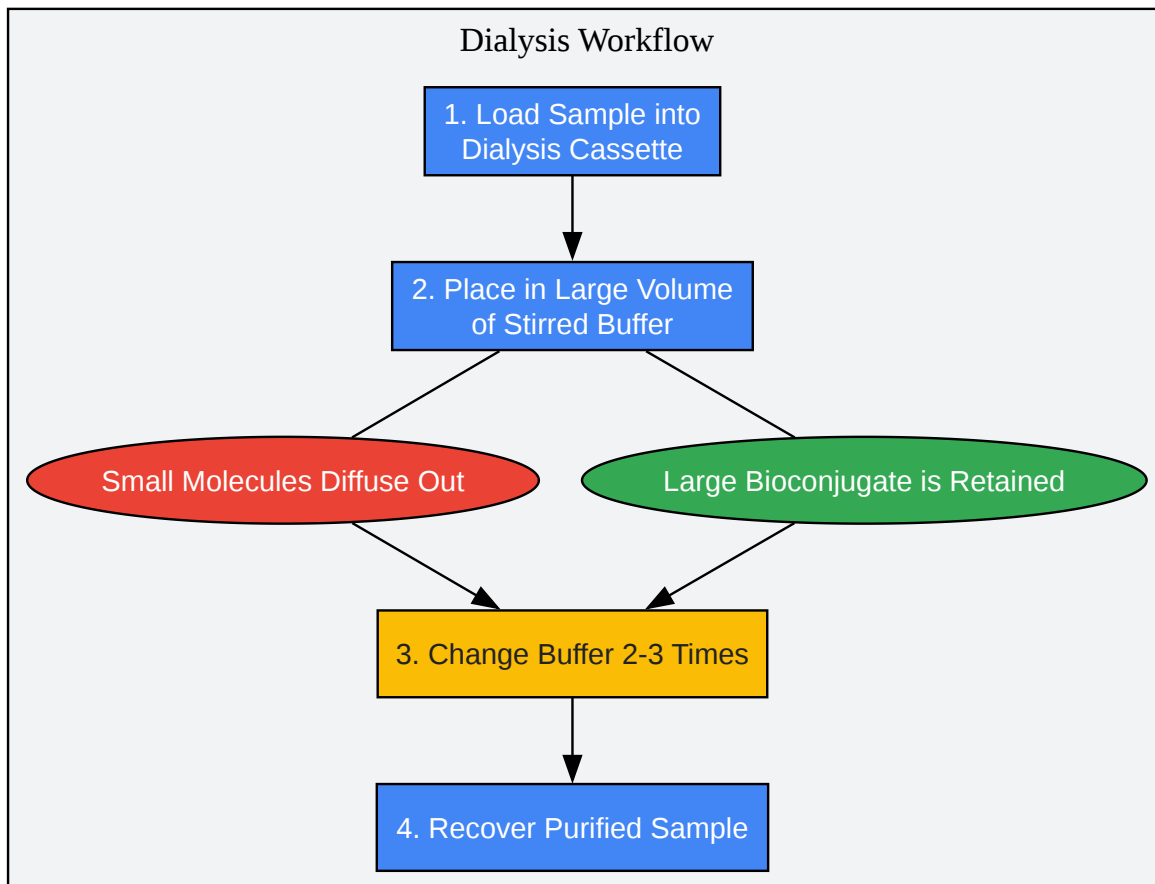 Dialysis Workflow
1. Load Sample into
Dialysis Cassette
2. Place in Large Volume
of Stirred Buffer
Small Molecules Diffuse Out
Large Bioconjugate is Retained
3. Change Buffer 2-3 Times
4. Recover Purified Sample